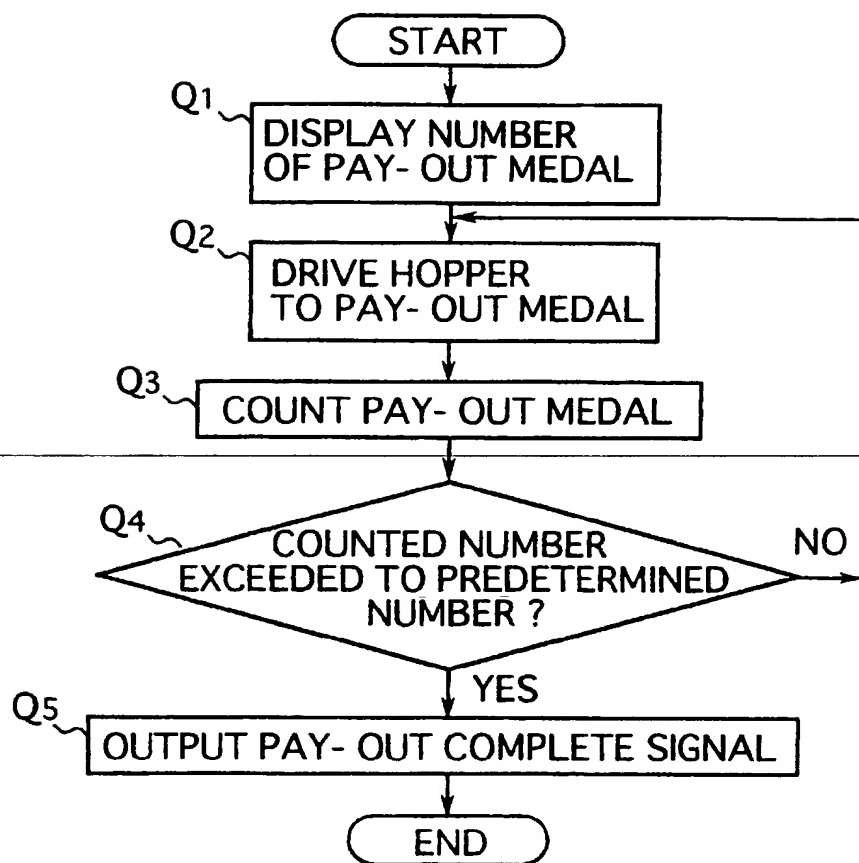 START
Q1
DISPLAY NUMBER
OF PAY- OUT MEDAL
Q2
DRIVE HOPPER
TO PAY- OUT MEDAL
Q3
COUNT PAY- OUT MEDAL
Q4
COUNTED NUMBER
EXCEEDED TO PREDETERMINED
NUMBER ?
NO
YES
Q5
OUTPUT PAY- OUT COMPLETE SIGNAL
END